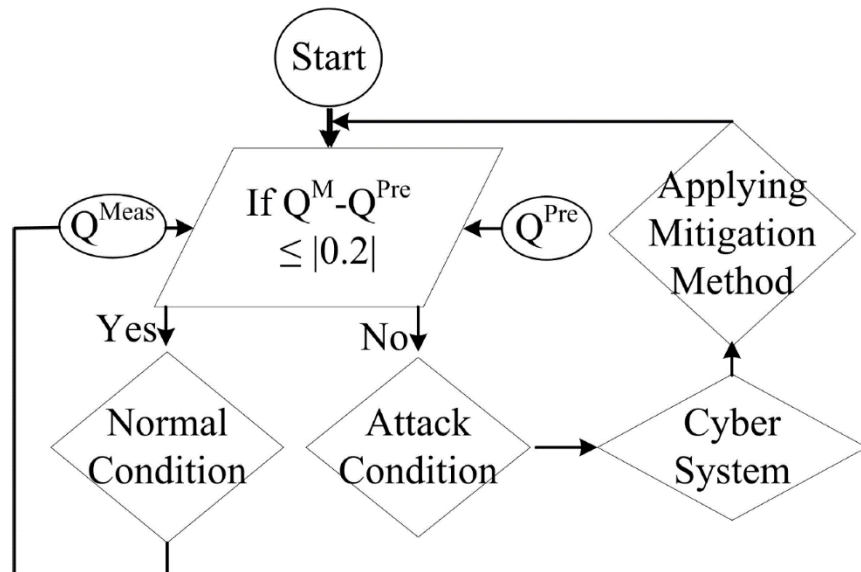 Start
If Q^M-Q^Pre
≤ |0.2|
Q^Meas
Q^Pre
Applying
Mitigation
Method
Yes
No
Normal
Condition
Attack
Condition
Cyber
System